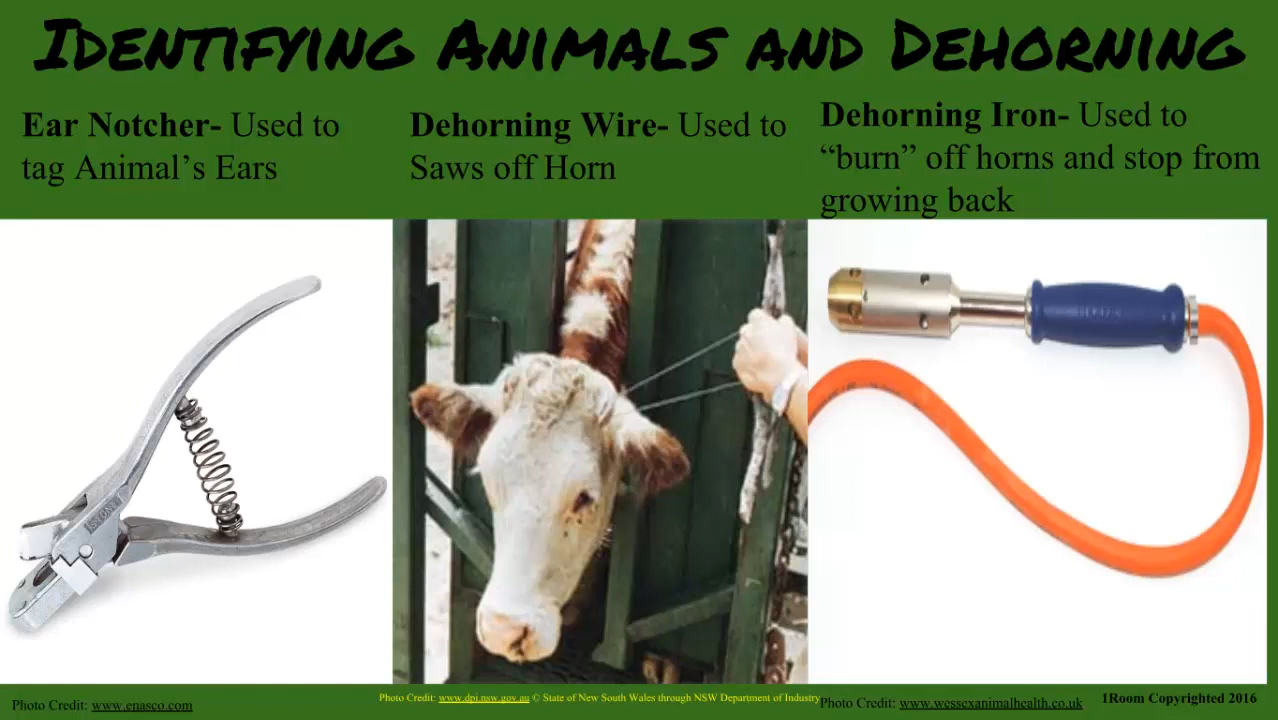 Identifying Animals and Dehorning
Ear Notcher- Used to
tag Animal's Ears
Dehorning Wire- Used to
Saws off Horn
Dehorning Iron- Used to
“burn” off horns and stop from
growing back
Photo Credit: www.enasco.com
Photo Credit: www.dpi.nsw.gov.au © State of New South Wales through NSW Department of Industry
Photo Credit: www.wessexanimalhealth.co.uk
1Room Copyrighted 2016